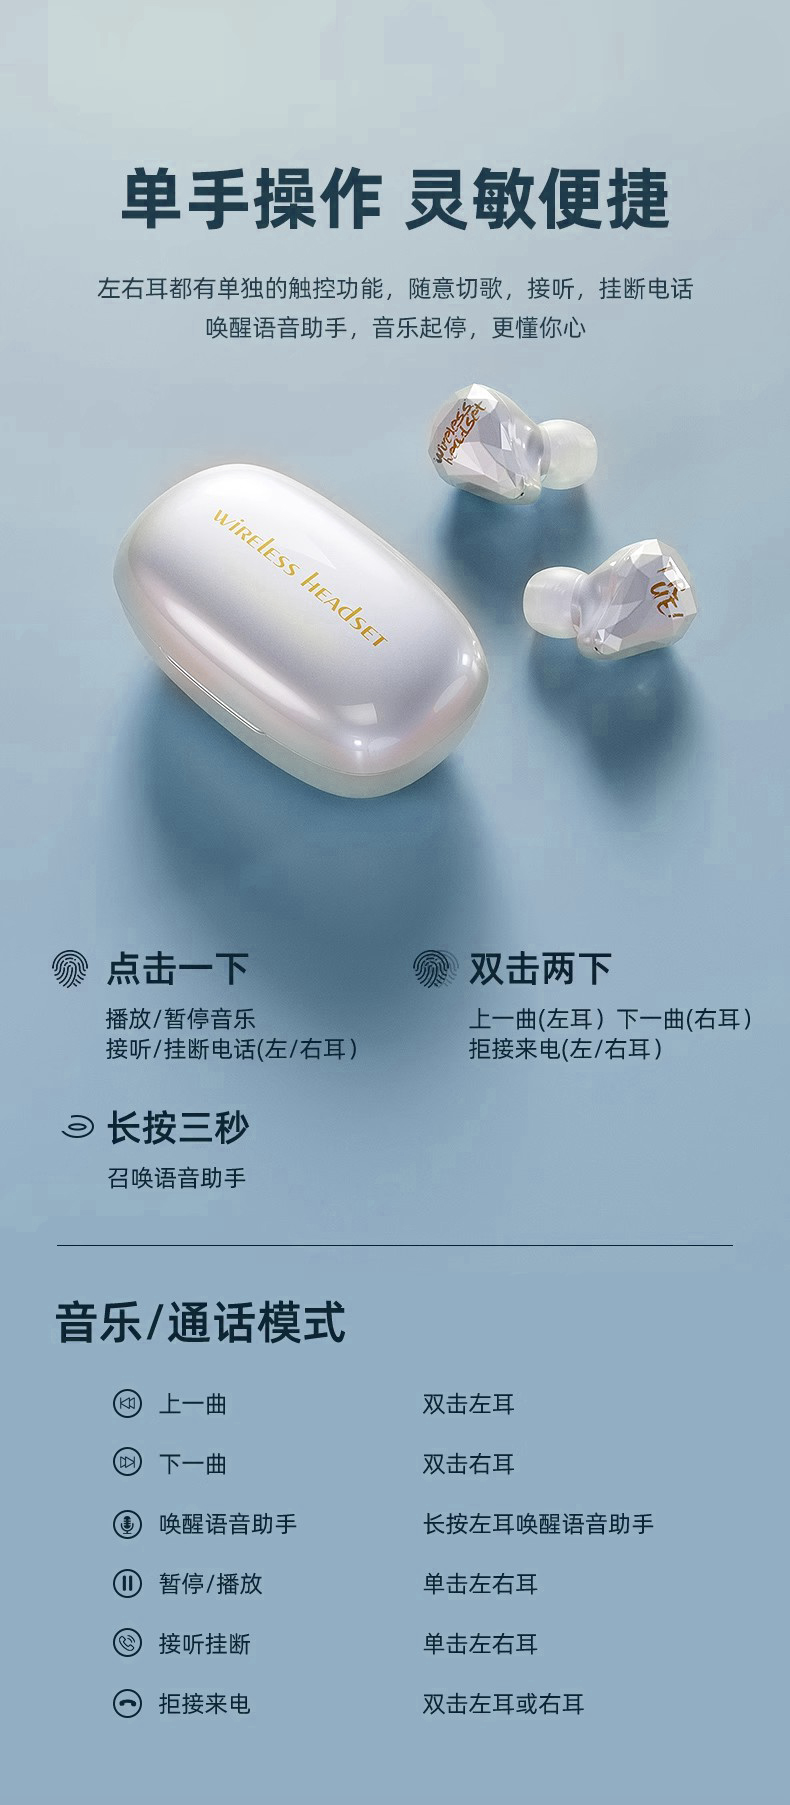 单手操作 灵敏便捷
左右耳都有单独的触控功能，随意切歌，接听，挂断电话
唤醒语音助手，音乐起停，更懂你心
wireless
headset
WIRELESS HEADSET
UE!
点击一下
播放/暂停音乐
接听/挂断电话(左/右耳）
双击两下
上一曲(左耳）下一曲(右耳）
拒接来电(左/右耳）
长按三秒
召唤语音助手
音乐/通话模式
上一曲 双击左耳
下一曲 双击右耳
唤醒语音助手 长按左耳唤醒语音助手
暂停/播放 单击左右耳
接听挂断 单击左右耳
拒接来电 双击左耳或右耳